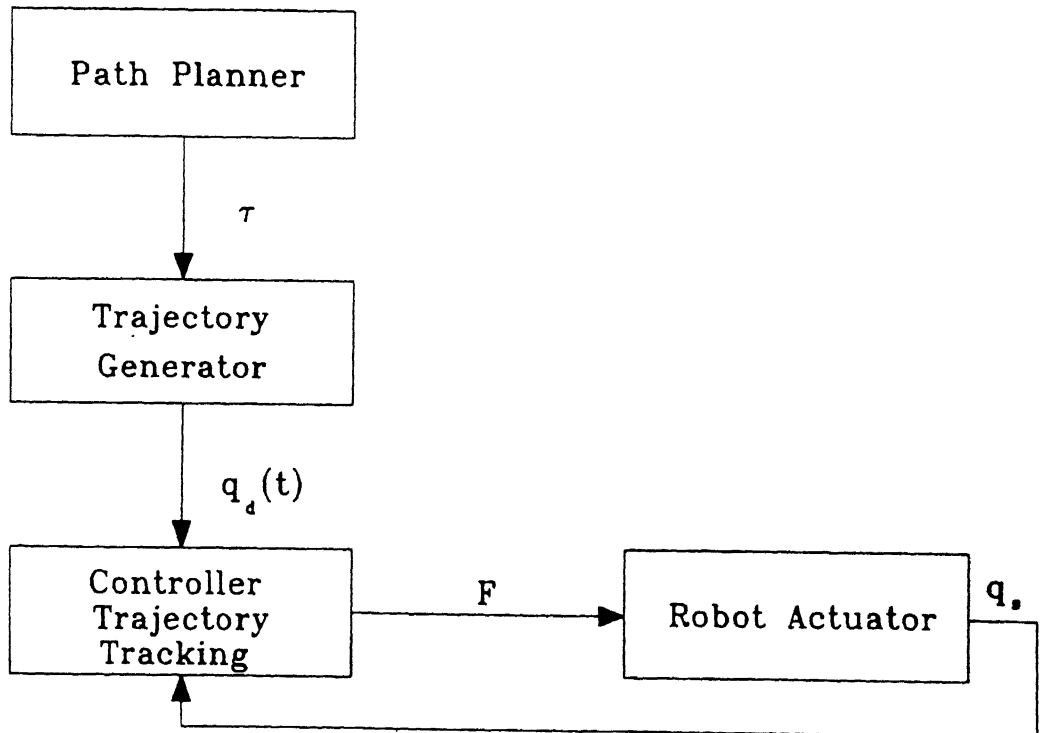 Path Planner
τ
Trajectory
Generator
q_d(t)
Controller
Trajectory
Tracking
F
Robot Actuator
q_s